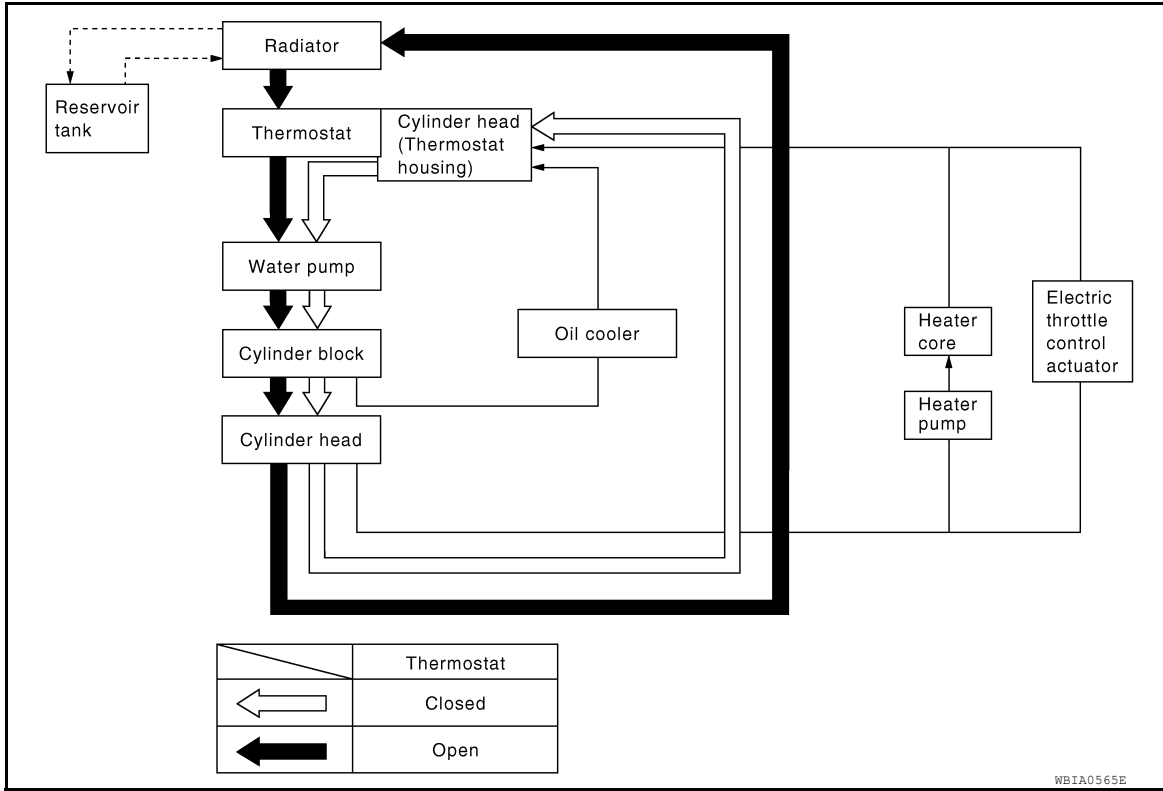 Radiator
Reservoir
tank
Thermostat
Cylinder head
(Thermostat
housing)
Water pump
Cylinder block
Cylinder head
Oil cooler
Heater
core
Heater
pump
Electric
throttle
control
actuator
Thermostat
Closed
Open
WBIA0565E